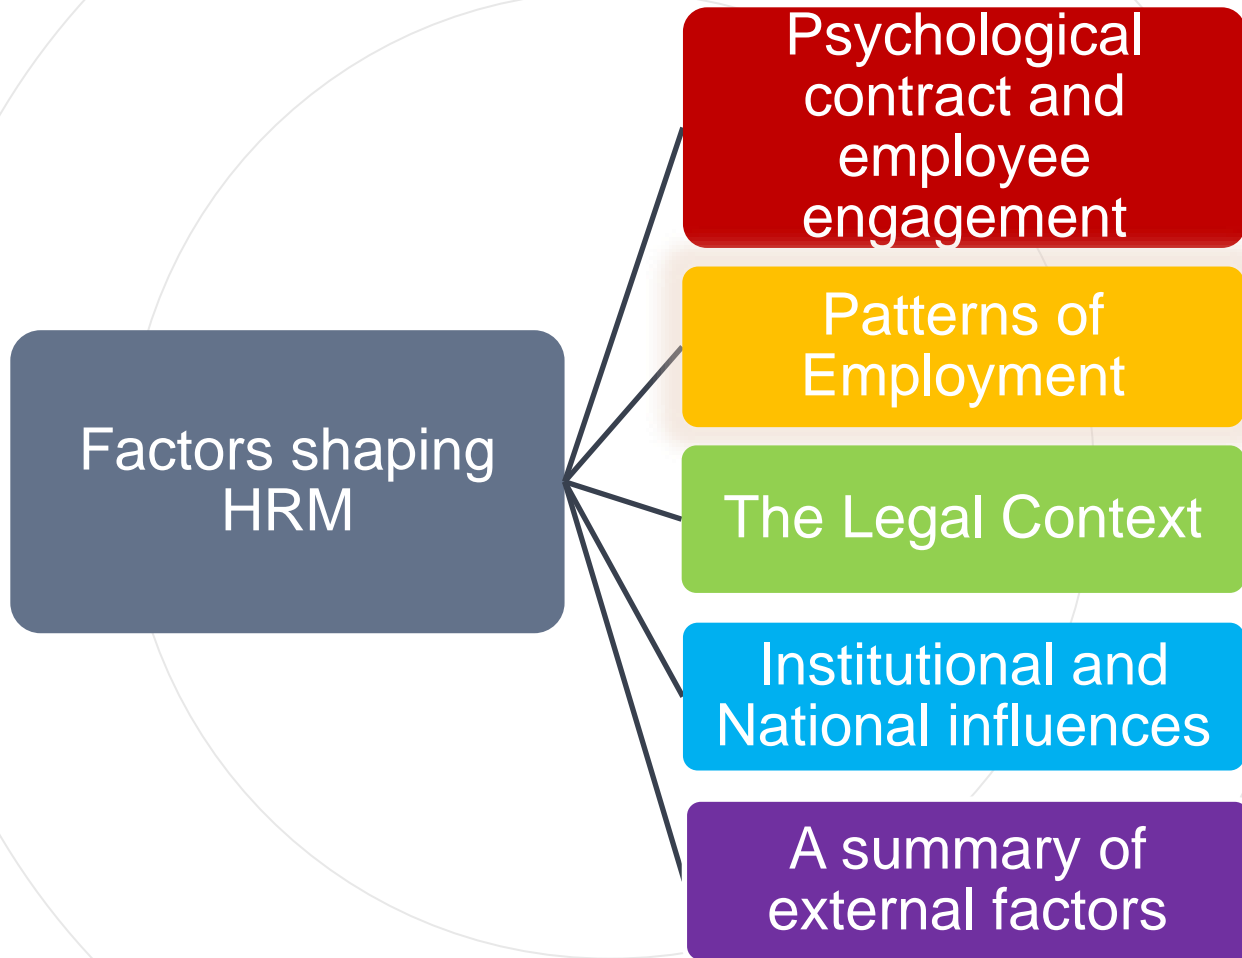 Psychological
contract and
employee
engagement
Patterns of
Employment
Factors shaping
HRM
The Legal Context
Institutional and
National influences
A summary of
external factors